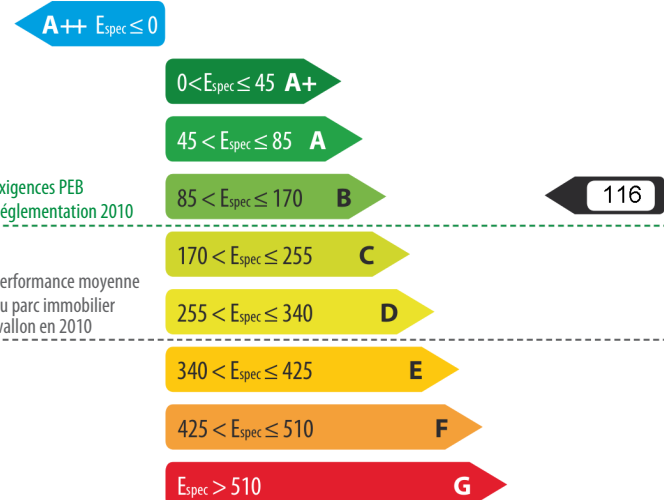 A++ Espec ≤ 0
0<Espec ≤ 45 A+
45 < Espec ≤ 85 A
xigences PEB
églementation 2010
85 < Espec ≤ 170 B
116
170 < Espec ≤ 255 C
erformance moyenne
u parc immobilier
vallon en 2010
255 < Espec ≤ 340 D
340 < Espec ≤ 425 E
425 < Espec ≤ 510 F
Espec > 510 G